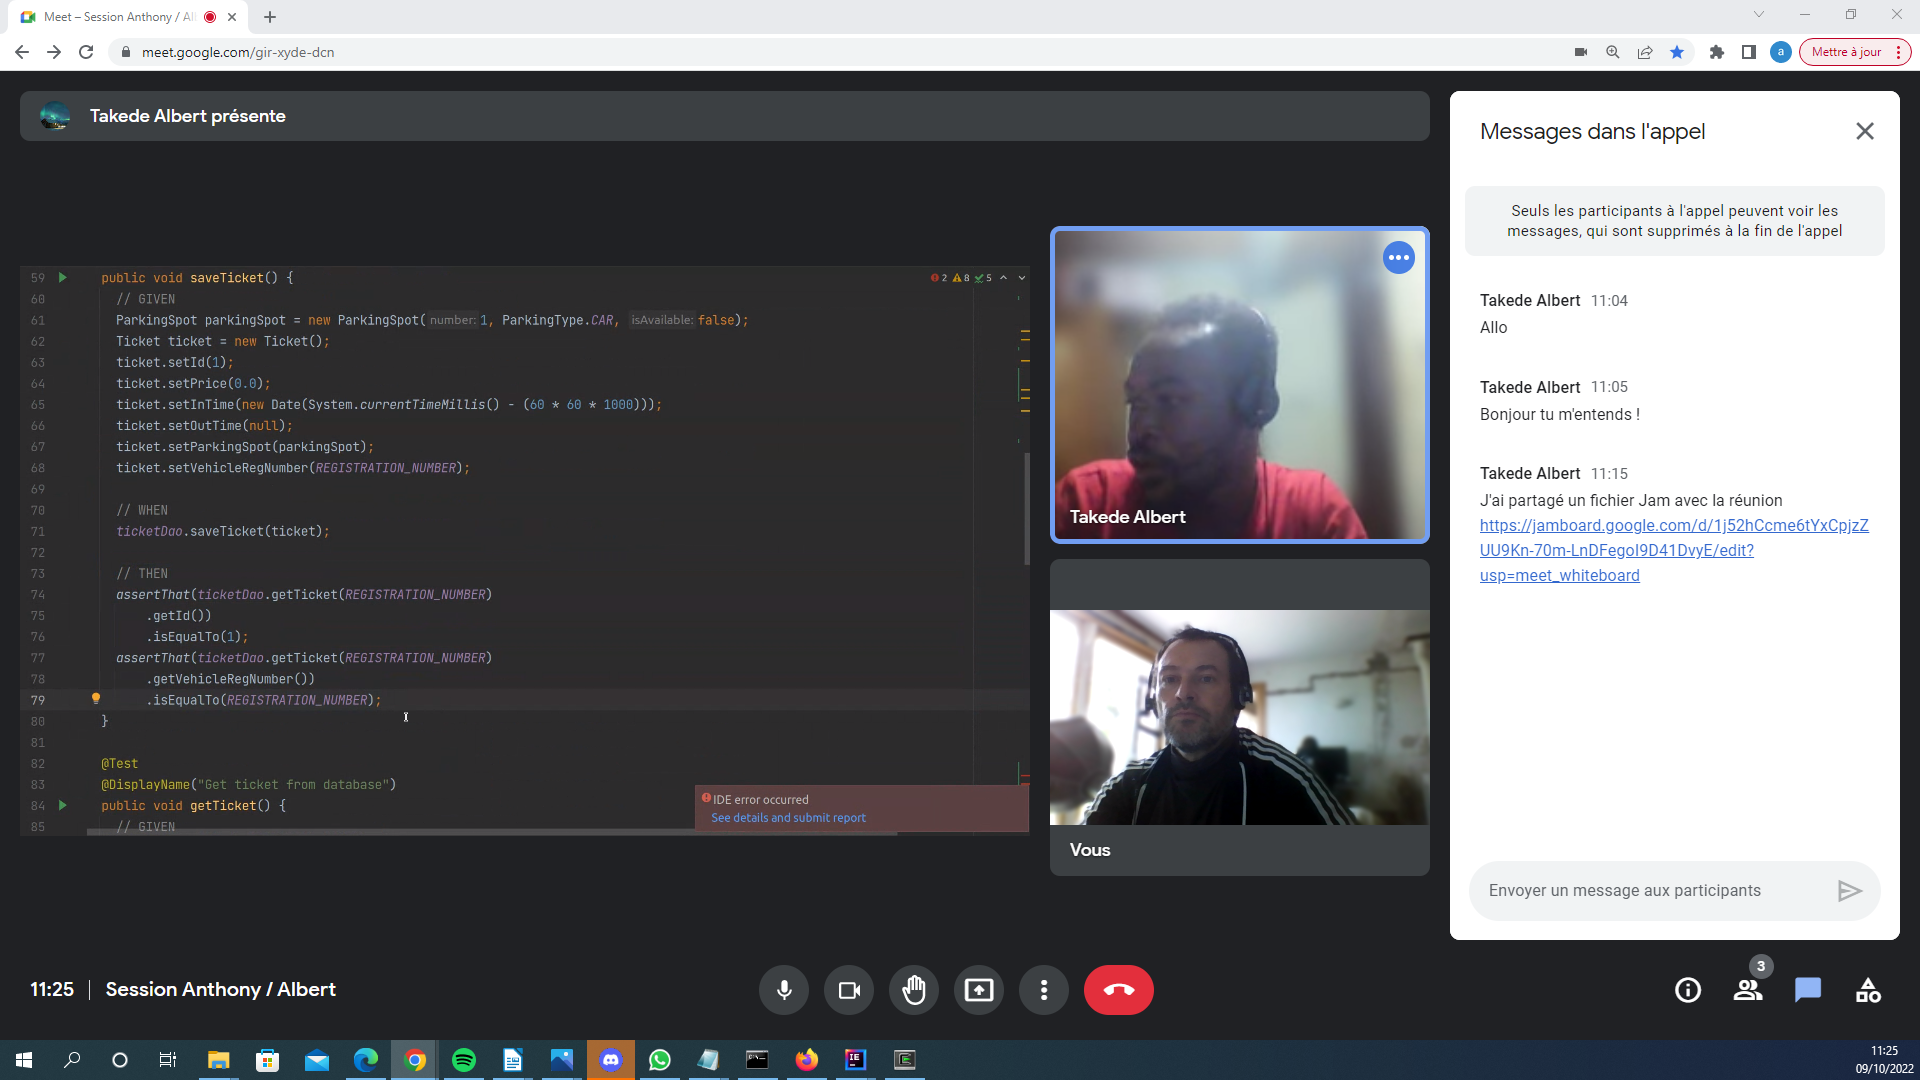 Meet – Session Anthony / Al
meet.google.com/gir-xyde-dcn
a
Mettre à jour
Takede Albert présente
59 public void saveTicket() {
2 8 5
60 // GIVEN
61 ParkingSpot parkingSpot = new ParkingSpot( number: 1, ParkingType.CAR, isAvailable: false);
62 Ticket ticket = new Ticket();
63 ticket.setId(1);
64 ticket.setPrice(0.0);
65 ticket.setInTime(new Date(System.currentTimeMillis() - (60 * 60 * 1000)));
66 ticket.setOutTime(null);
67 ticket.setParkingSpot(parkingSpot);
68 ticket.setVehicleRegNumber(REGISTRATION_NUMBER);
69
70 // WHEN
71 ticketDao.saveTicket(ticket);
72
73 // THEN
74 assertThat(ticketDao.getTicket(REGISTRATION_NUMBER)
75 .getId())
76 .isEqualTo(1);
77 assertThat(ticketDao.getTicket(REGISTRATION_NUMBER)
78 .getVehicleRegNumber())
79 .isEqualTo(REGISTRATION_NUMBER);
80 }
81
82 @Test
83 @DisplayName("Get ticket from database")
84 public void getTicket() {
85 // GIVEN
IDE error occurred
See details and submit report
Takede Albert
Vous
Messages dans l'appel
Seuls les participants à l'appel peuvent voir les
messages, qui sont supprimés à la fin de l'appel
Takede Albert 11:04
Allo
Takede Albert 11:05
Bonjour tu m'entends !
Takede Albert 11:15
J'ai partagé un fichier Jam avec la réunion
https://jamboard.google.com/d/1j52hCcme6tYxCpjzZ
UU9Kn-70m-LnDFegoI9D41DvyE/edit?
usp=meet_whiteboard
Envoyer un message aux participants
11:25 | Session Anthony / Albert
3
11:25
09/10/2022